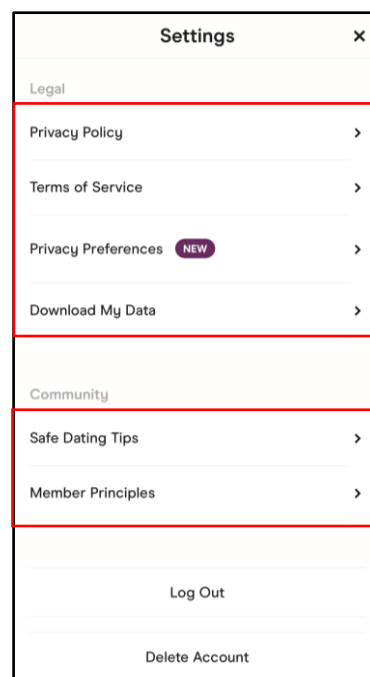 Settings ×
Legal
Privacy Policy
Terms of Service
Privacy Preferences NEW
Download My Data
Community
Safe Dating Tips
Member Principles
Log Out
Delete Account